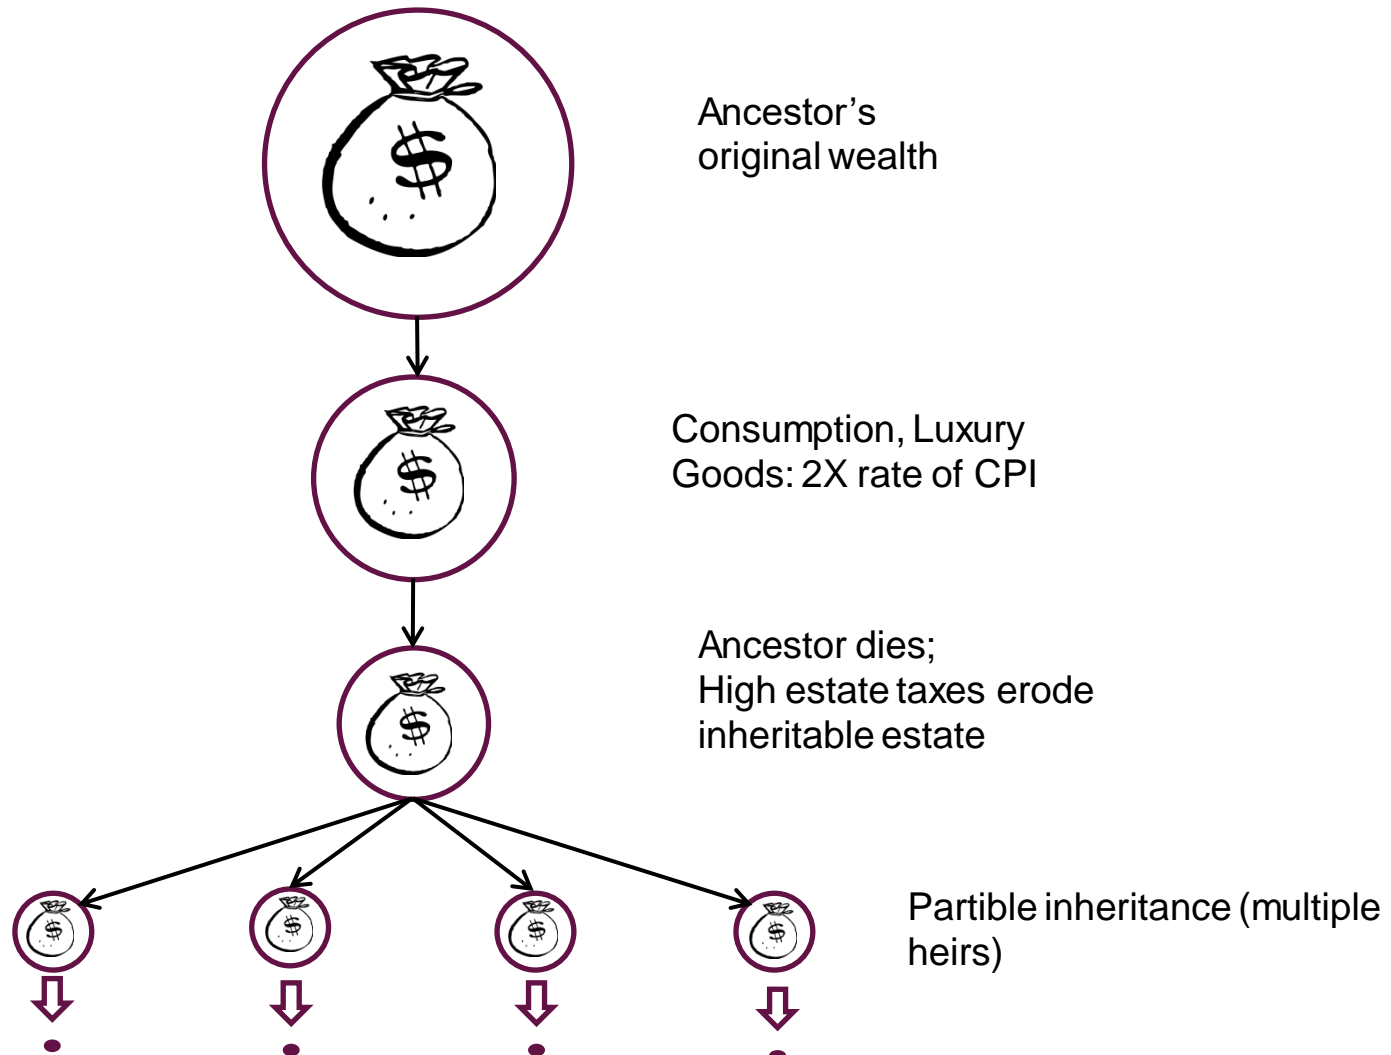 $
Ancestor’s
original wealth
$
Consumption, Luxury
Goods: 2X rate of CPI
$
Ancestor dies;
High estate taxes erode
inheritable estate
$
$
$
$
Partible inheritance (multiple
heirs)